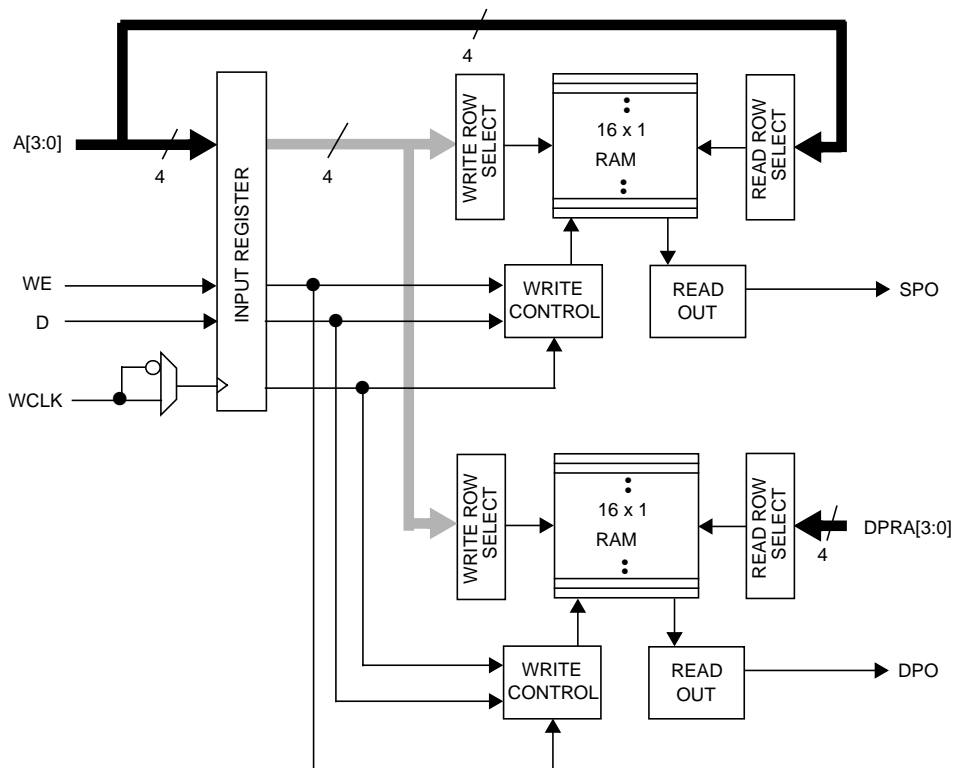 4
A[3:0]
4
4
INPUT REGISTER
WRITE ROW
SELECT
16 x 1
RAM
READ ROW
SELECT
WE
D
WCLK
WRITE
CONTROL
READ
OUT
SPO
WRITE ROW
SELECT
16 x 1
RAM
READ ROW
SELECT
DPRA[3:0]
4
WRITE
CONTROL
READ
OUT
DPO